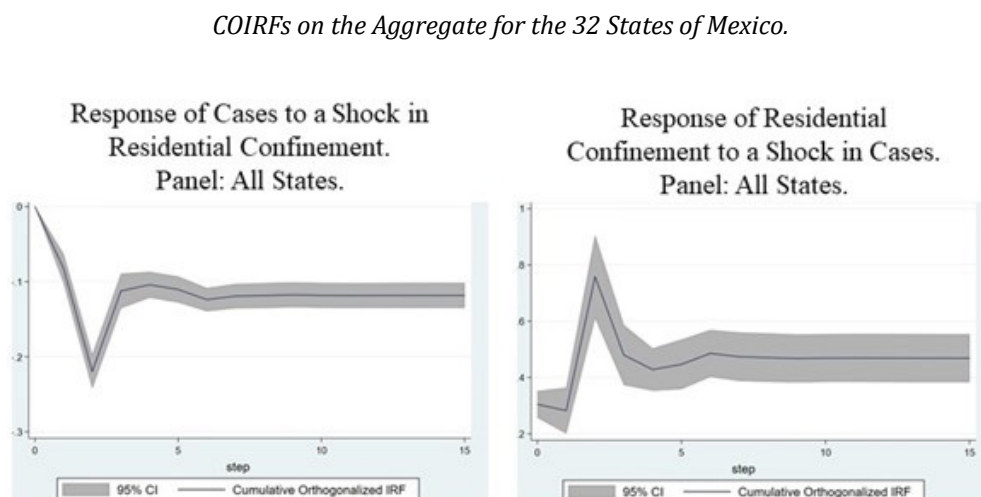 COIRFs on the Aggregate for the 32 States of Mexico.
Response of Cases to a Shock in
Residential Confinement.
Panel: All States.
0
.1
.2
.3
0 5 10 15
step
95% CI Cumulative Orthogonalized IRF
Response of Residential
Confinement to a Shock in Cases.
Panel: All States.
1
.8
.6
.4
.2
0 5 10 15
step
95% CI Cumulative Orthogonalized IRF